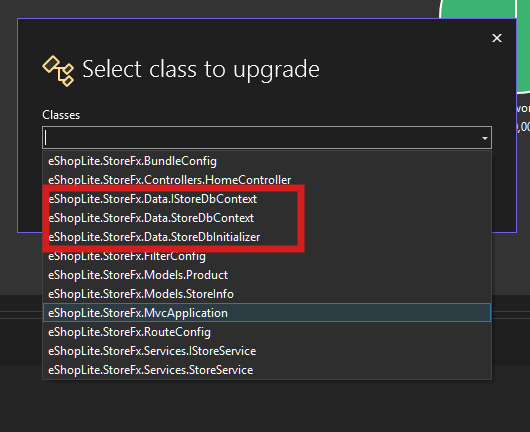 Select class to upgrade
Classes
eShopLite.StoreFx.BundleConfig
eShopLite.StoreFx.Controllers.HomeController
eShopLite.StoreFx.Data.IStoreDbContext
eShopLite.StoreFx.Data.StoreDbContext
eShopLite.StoreFx.Data.StoreDbInitializer
eShopLite.StoreFx.FilterConfig
eShopLite.StoreFx.Models.Product
eShopLite.StoreFx.Models.StoreInfo
eShopLite.StoreFx.MvcApplication
eShopLite.StoreFx.RouteConfig
eShopLite.StoreFx.Services.IStoreService
eShopLite.StoreFx.Services.StoreService